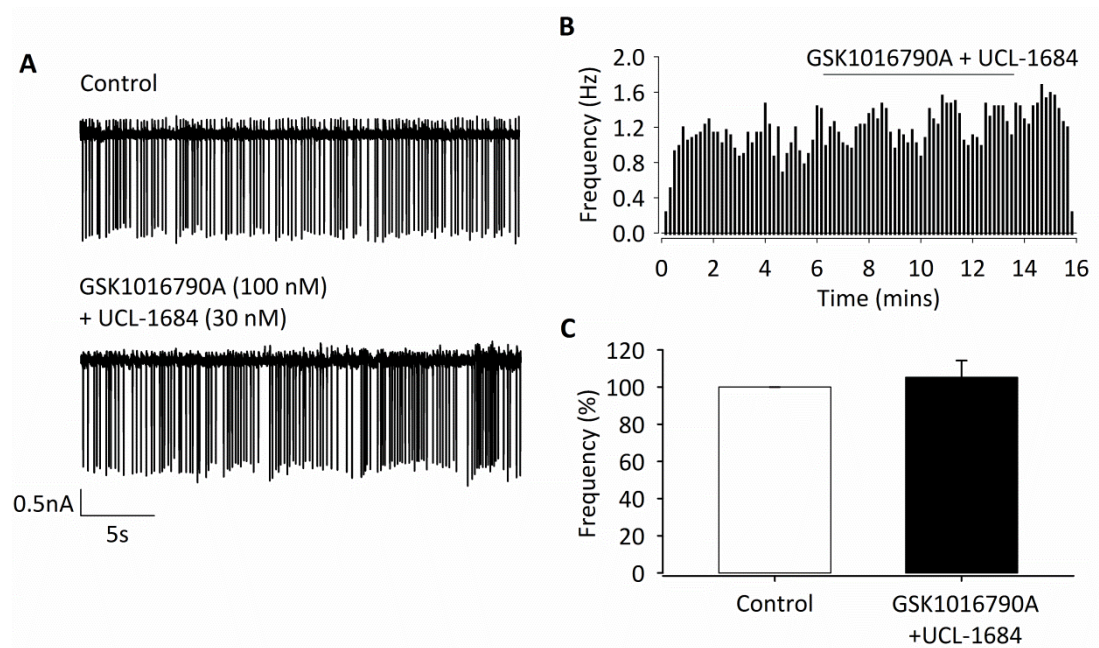 A
Control
GSK1016790A (100 nM)
+ UCL-1684 (30 nM)
0.5nA
5s
B
GSK1016790A + UCL-1684
2.0
1.6
1.2
0.8
0.4
0.0
Frequency (Hz)
0 2 4 6 8 10 12 14 16
Time (mins)
C
120
100
80
60
40
20
0
Frequency (%)
Control
GSK1016790A
+UCL-1684